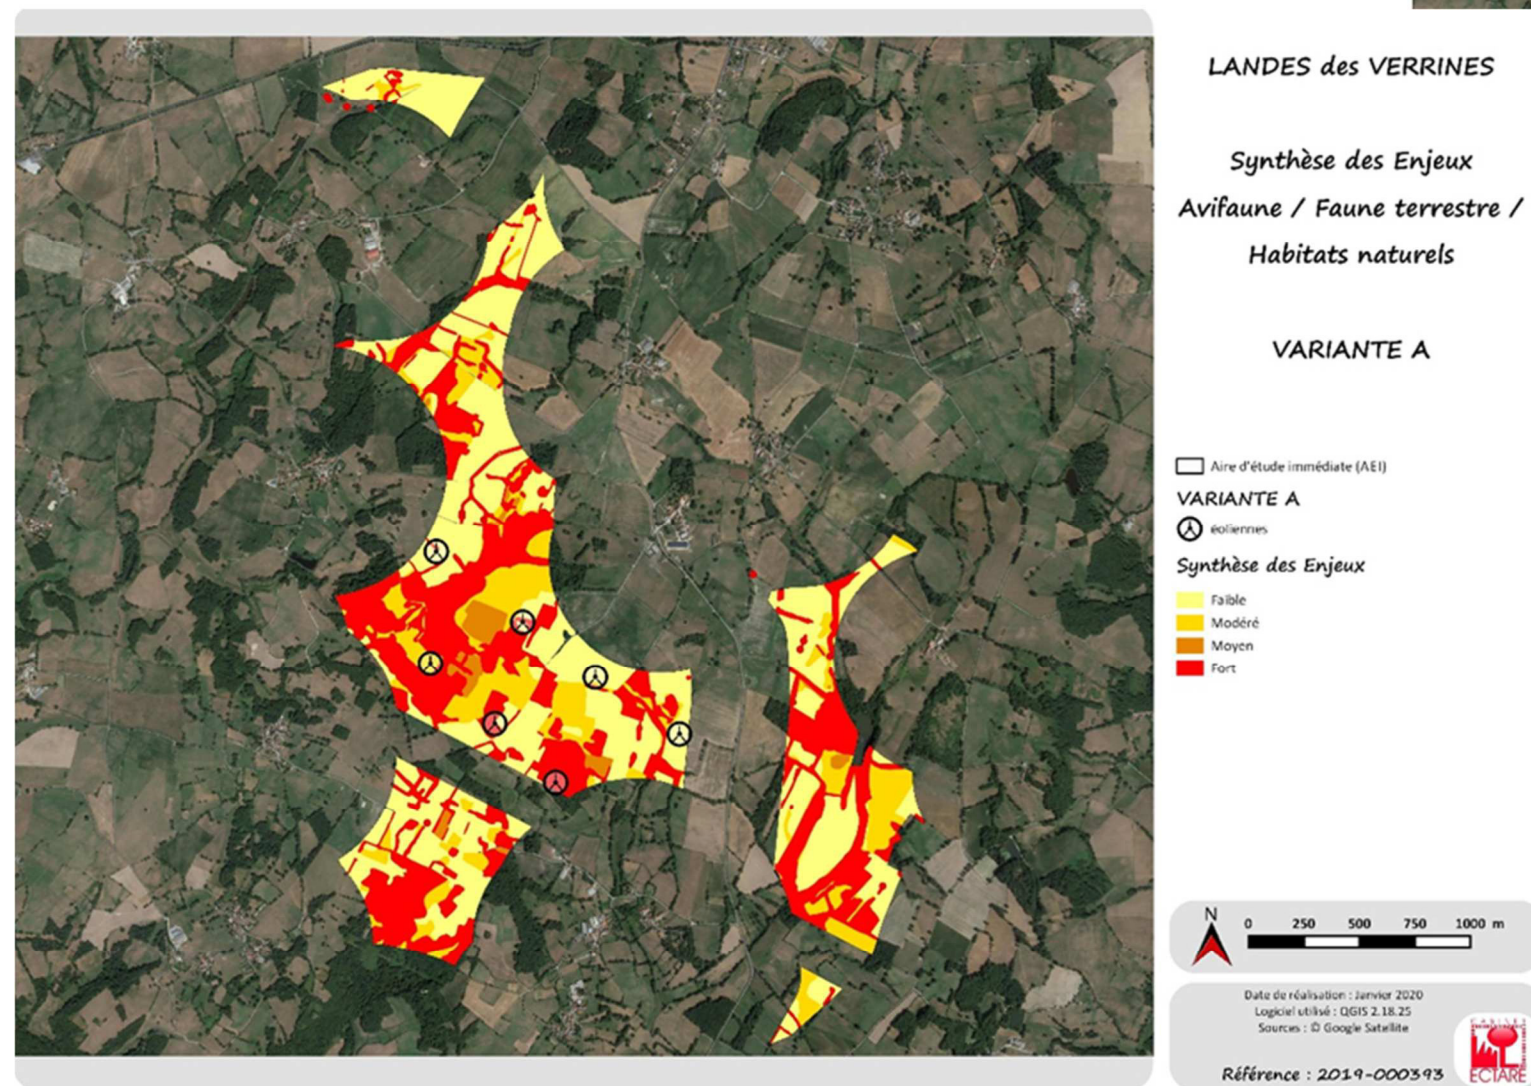 LANDES des VERRINES
Synthèse des Enjeux
Avifaune / Faune terrestre /
Habitats naturels
VARIANTE A
Aire d'étude immédiate (AEI)
VARIANTE A
éoliennes
Synthèse des Enjeux
Faible
Modéré
Moyen
Fort
N
0 250 500 750 1000 m
Date de réalisation : Janvier 2020
Logiciel utilisé : QGIS 2.18.25
Sources : © Google Satellite
Référence : 2019-000393
CABINET
ECTARE